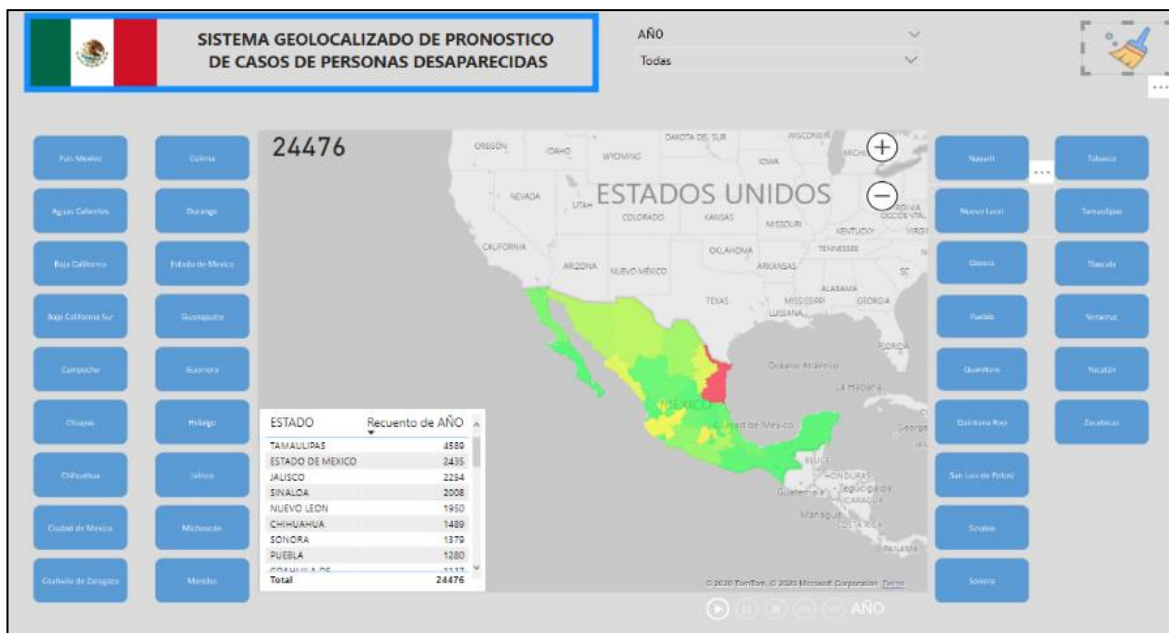 SISTEMA GEOLOCALIZADO DE PRONOSTICO
DE CASOS DE PERSONAS DESAPARECIDAS
AÑO
Todas
País Mexico
Aguas Calientes
Baja California
Baja California Sur
Campeche
Chiapas
Chihuahua
Ciudad de Mexico
Coahuila de Zaragoza
Colima
Durango
Estado de Mexico
Guanajuato
Guerrero
Hidalgo
Jalisco
Michoacán
Morelos
24476
OREGÓN
IDAHO
WYOMING
DAKOTA DEL SUR
WISCONSIN
IOWA
NEVADA
UTAH
ESTADOS UNIDOS
COLORADO
KANSAS
MISSOURI
KENTUCKY
OCCIDENTAL
CALIFORNIA
ARIZONA
NUEVO MÉXICO
OKLAHOMA
ARKANSAS
TENNESSEE
SC
TEXAS
MISSISSIPPI
ALABAMA
GEORGIA
LUISIANA
FLORIDA
Océano Atlántico
La Habana
MÉXICO
Ciudad de México
BELICE
HONDURAS
Guatemala
Tegucigalpa
NICARAGUA
Managua
COSTA RICA
PANAMÁ
ESTADO Recuento de AÑO
TAMAULIPAS 4589
ESTADO DE MEXICO 2435
JALISCO 2254
SINALOA 2008
NUEVO LEON 1950
CHIHUAHUA 1489
SONORA 1379
PUEBLA 1280
Total 24476
© 2020 TomTom, © 2020 Microsoft Corporation Terms
AÑO
Nayarit
Nuevo Leon
Oaxaca
Puebla
Querétaro
Quintana Roo
San Luis de Potosí
Sinaloa
Sonora
Tabasco
Tamaulipas
Tlaxcala
Veracruz
Yucatán
Zacatecas